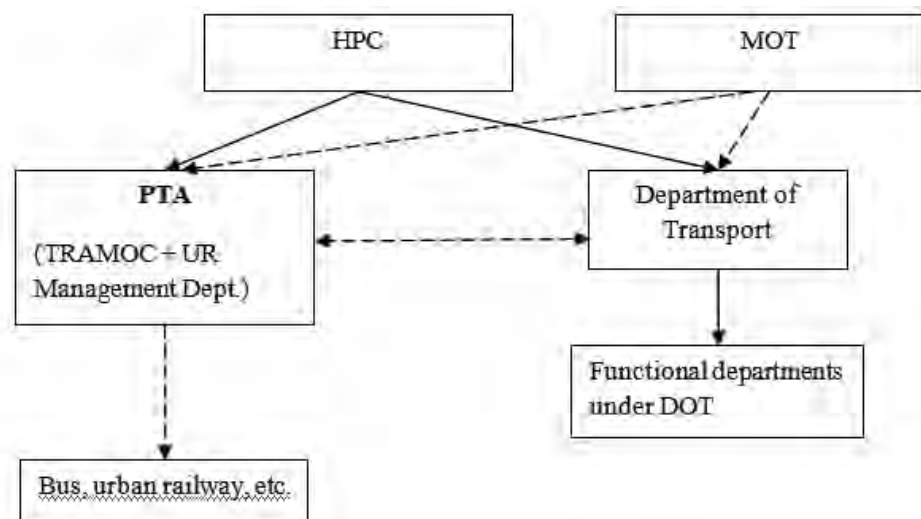 HPC
MOT
PTA
(TRAMOC + UR
Management Dept.)
Department of
Transport
Functional departments
under DOT
Bus, urban railway, etc.